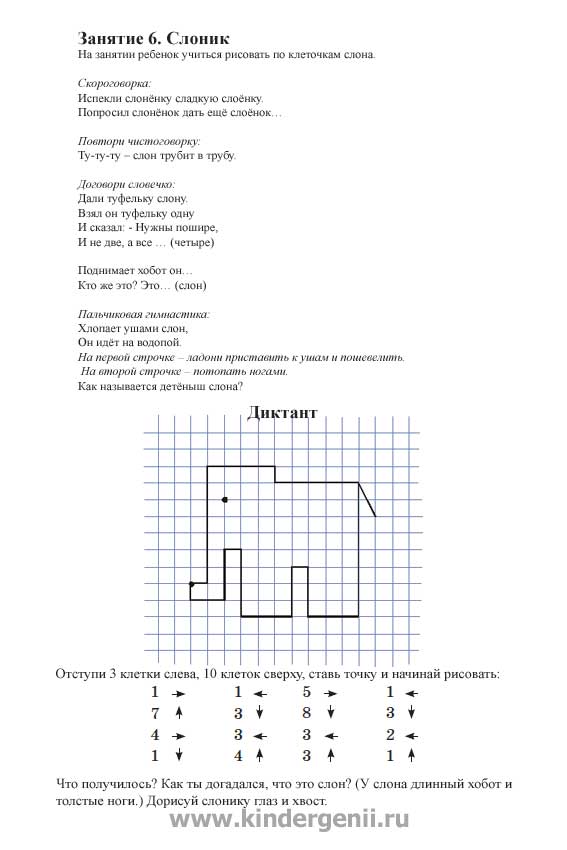 Занятие 6. Слоник
На занятии ребенок учиться рисовать по клеточкам слона.
Скороговорка:
Испекли слонёнку сладкую слоёнку.
Попросил слонёнок дать ещё слоёнок…
Повтори чистоговорку:
Ту-ту-ту – слон трубит в трубу.
Договори словечко:
Дали туфельку слону.
Взял он туфельку одну
И сказал: - Нужны пошире,
И не две, а все … (четыре)
Поднимает хобот он…
Кто же это? Это… (слон)
Пальчиковая гимнастика:
Хлопает ушами слон,
Он идёт на водопой.
На первой строчке – ладони приставить к ушам и пошевелить.
На второй строчке – потопать ногами.
Как называется детёныш слона?
Диктант
Отступи 3 клетки слева, 10 клеток сверху, ставь точку и начинай рисовать:
1 → 1 ← 5 → 1 ←
7 ↑ 3 ↓ 8 ↓ 3 ↓
4 → 3 ← 3 ← 2 ←
1 ↓ 4 ↑ 3 ↑ 1 ↑
Что получилось? Как ты догадался, что это слон? (У слона длинный хобот и
толстые ноги.) Дорисуй слонику глаз и хвост.
www.kindergenii.ru